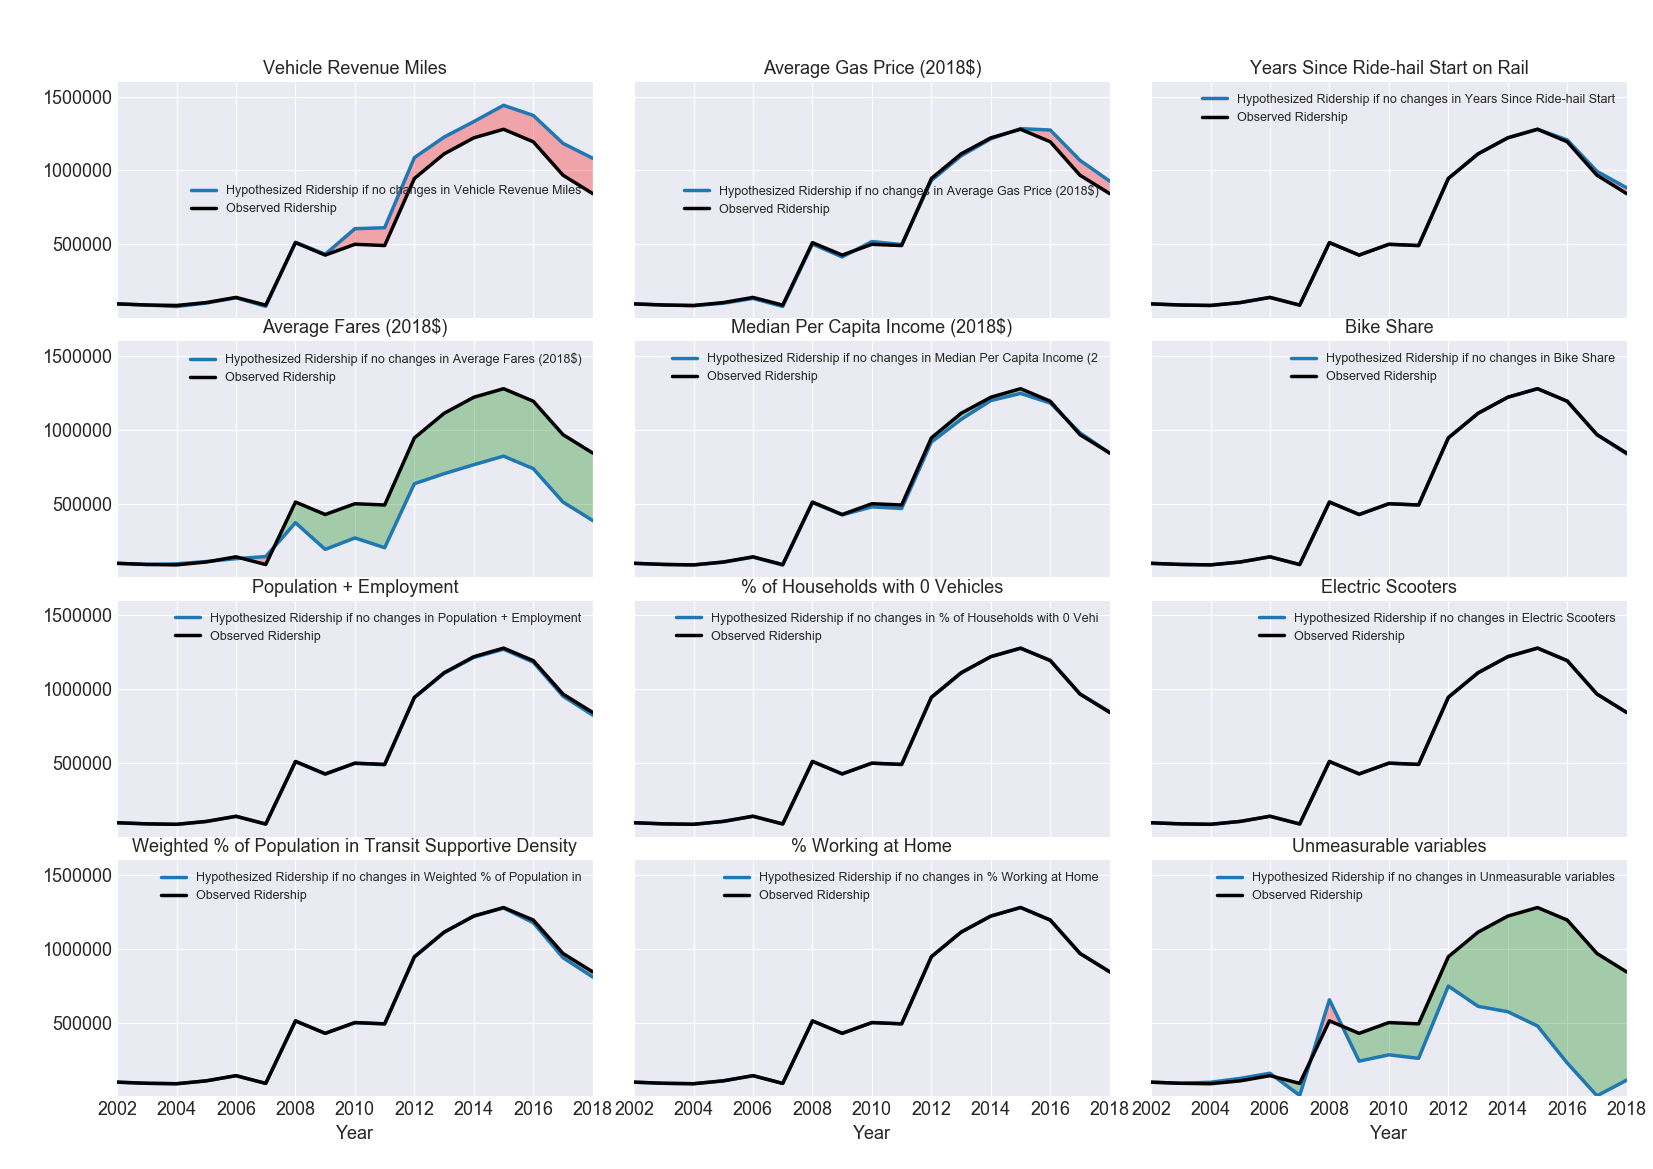 Vehicle Revenue Miles
1500000
1000000
500000
Hypothesized Ridership if no changes in Vehicle Revenue Miles
Observed Ridership
Average Gas Price (2018$)
Hypothesized Ridership if no changes in Average Gas Price (2018$)
Observed Ridership
Years Since Ride-hail Start on Rail
Hypothesized Ridership if no changes in Years Since Ride-hail Start
Observed Ridership
Average Fares (2018$)
1500000
1000000
500000
Hypothesized Ridership if no changes in Average Fares (2018$)
Observed Ridership
Median Per Capita Income (2018$)
Hypothesized Ridership if no changes in Median Per Capita Income (2
Observed Ridership
Bike Share
Hypothesized Ridership if no changes in Bike Share
Observed Ridership
Population + Employment
1500000
1000000
500000
Hypothesized Ridership if no changes in Population + Employment
Observed Ridership
% of Households with 0 Vehicles
Hypothesized Ridership if no changes in % of Households with 0 Vehi
Observed Ridership
Electric Scooters
Hypothesized Ridership if no changes in Electric Scooters
Observed Ridership
Weighted % of Population in Transit Supportive Density
1500000
1000000
500000
Hypothesized Ridership if no changes in Weighted % of Population in
Observed Ridership
2002 2004 2006 2008 2010 2012 2014 2016 2018
Year
% Working at Home
Hypothesized Ridership if no changes in % Working at Home
Observed Ridership
2002 2004 2006 2008 2010 2012 2014 2016 2018
Year
Unmeasurable variables
Hypothesized Ridership if no changes in Unmeasurable variables
Observed Ridership
2002 2004 2006 2008 2010 2012 2014 2016 2018
Year